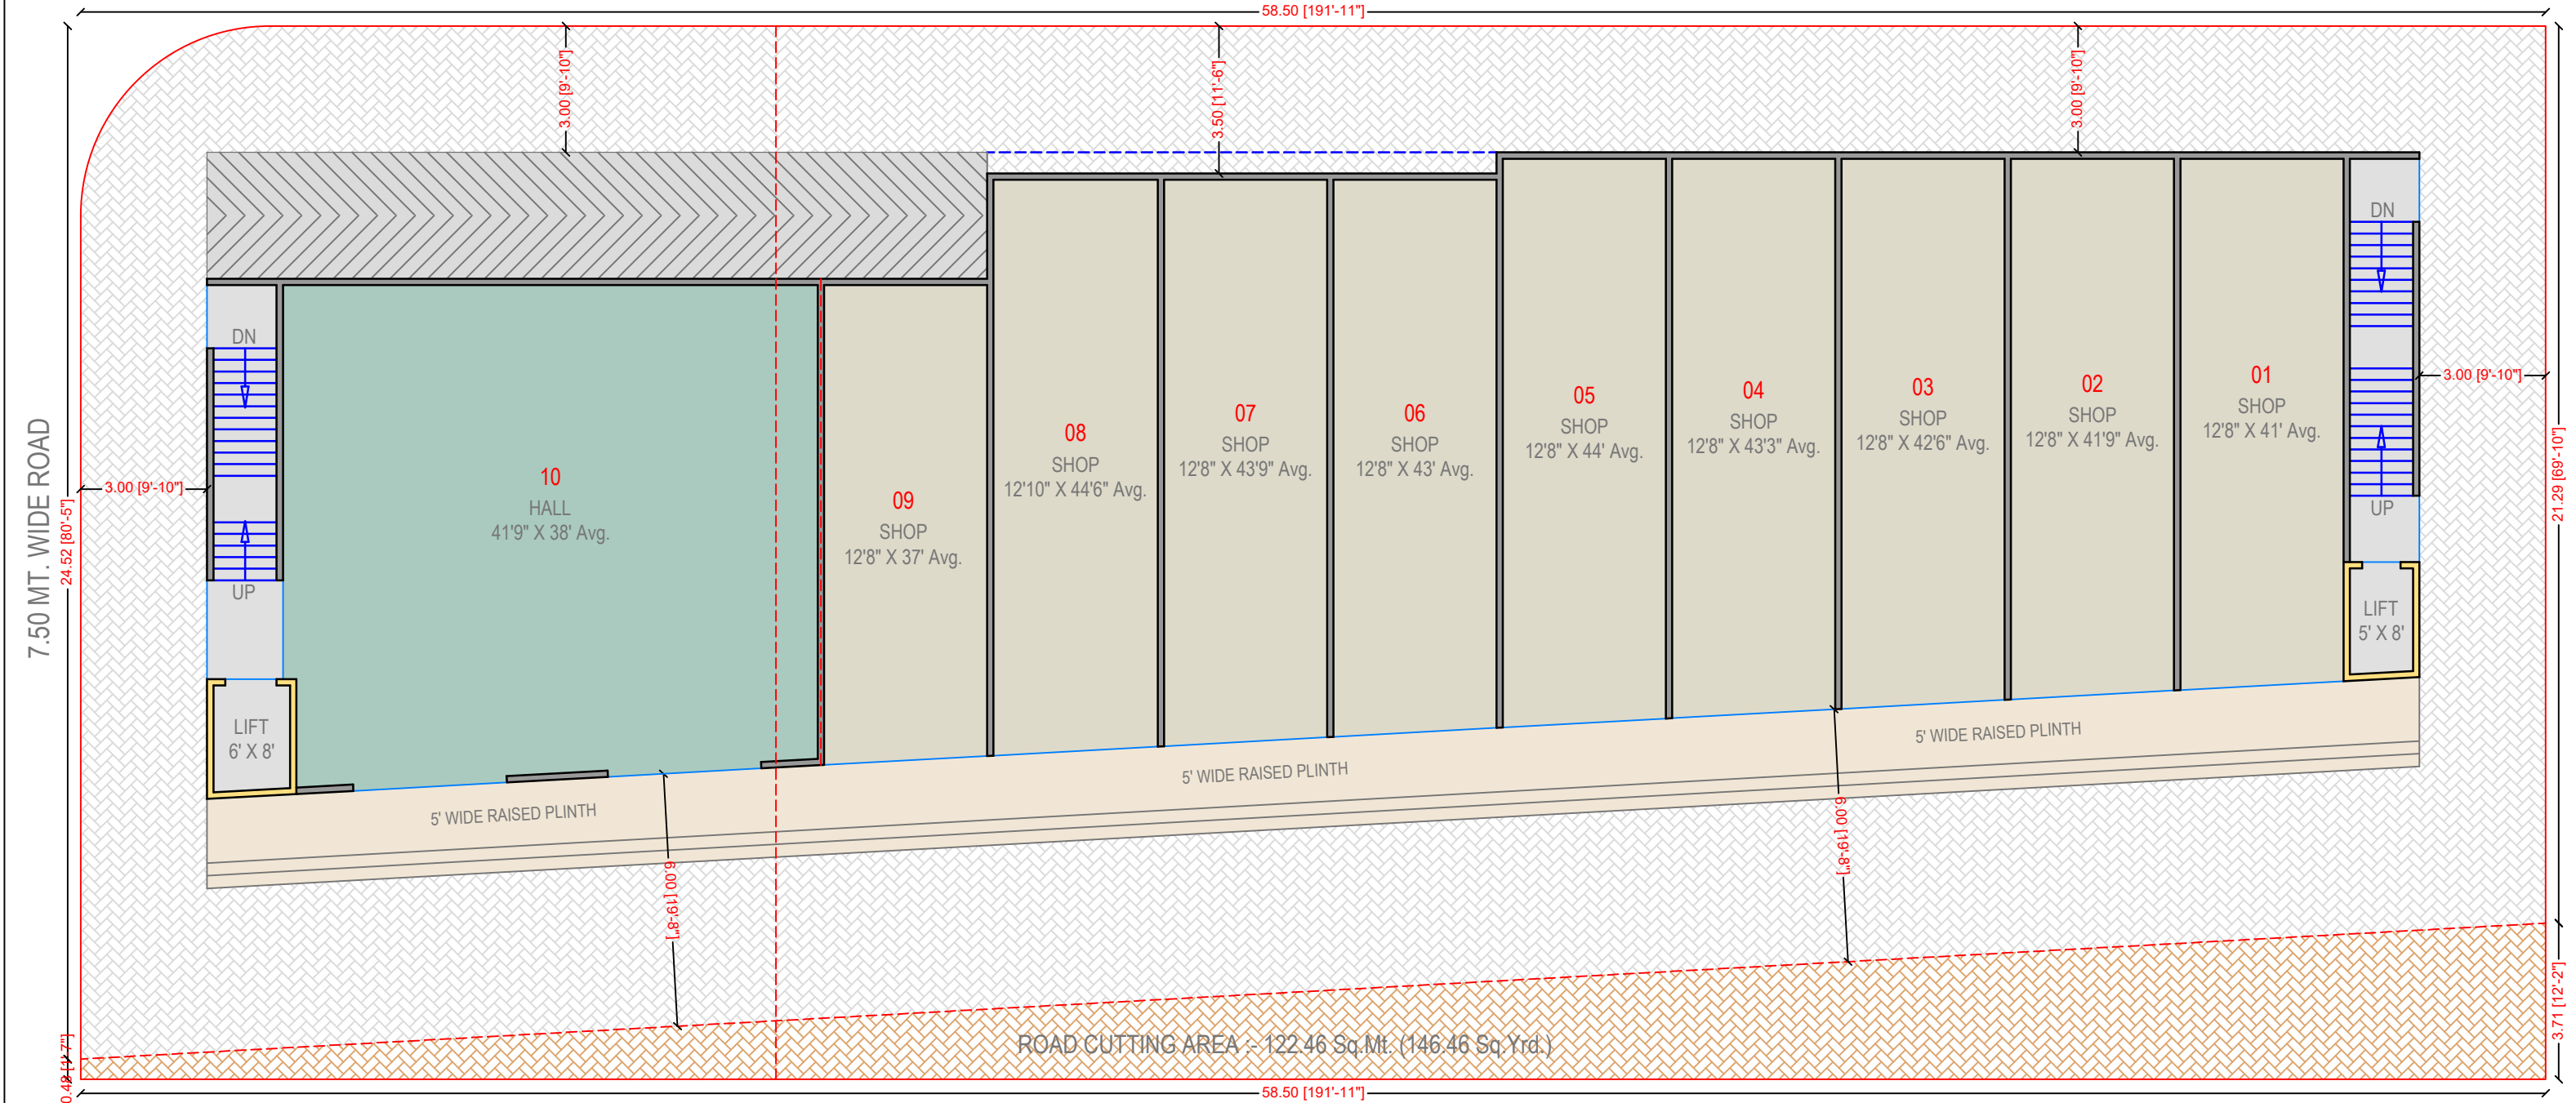 58.50 [191'-11"]
3.00 [9'-10"]
3.50 [11'-6"]
3.00 [9'-10"]
7.50 MT. WIDE ROAD
24.52 [80'-5"]
3.00 [9'-10"]
DN
UP
LIFT
6' X 8'
10
HALL
41'9" X 38' Avg.
09
SHOP
12'8" X 37' Avg.
08
SHOP
12'10" X 44'6" Avg.
07
SHOP
12'8" X 43'9" Avg.
06
SHOP
12'8" X 43' Avg.
05
SHOP
12'8" X 44' Avg.
04
SHOP
12'8" X 43'3" Avg.
03
SHOP
12'8" X 42'6" Avg.
02
SHOP
12'8" X 41'9" Avg.
01
SHOP
12'8" X 41' Avg.
DN
UP
LIFT
5' X 8'
3.00 [9'-10"]
21.29 [69'-10"]
5' WIDE RAISED PLINTH
5' WIDE RAISED PLINTH
5' WIDE RAISED PLINTH
6.00 [19'-8"]
6.00 [19'-8"]
ROAD CUTTING AREA :- 122.46 Sq.Mt. (146.46 Sq.Yrd.)
0.48 [1'-7"]
3.71 [12'-2"]
58.50 [191'-11"]